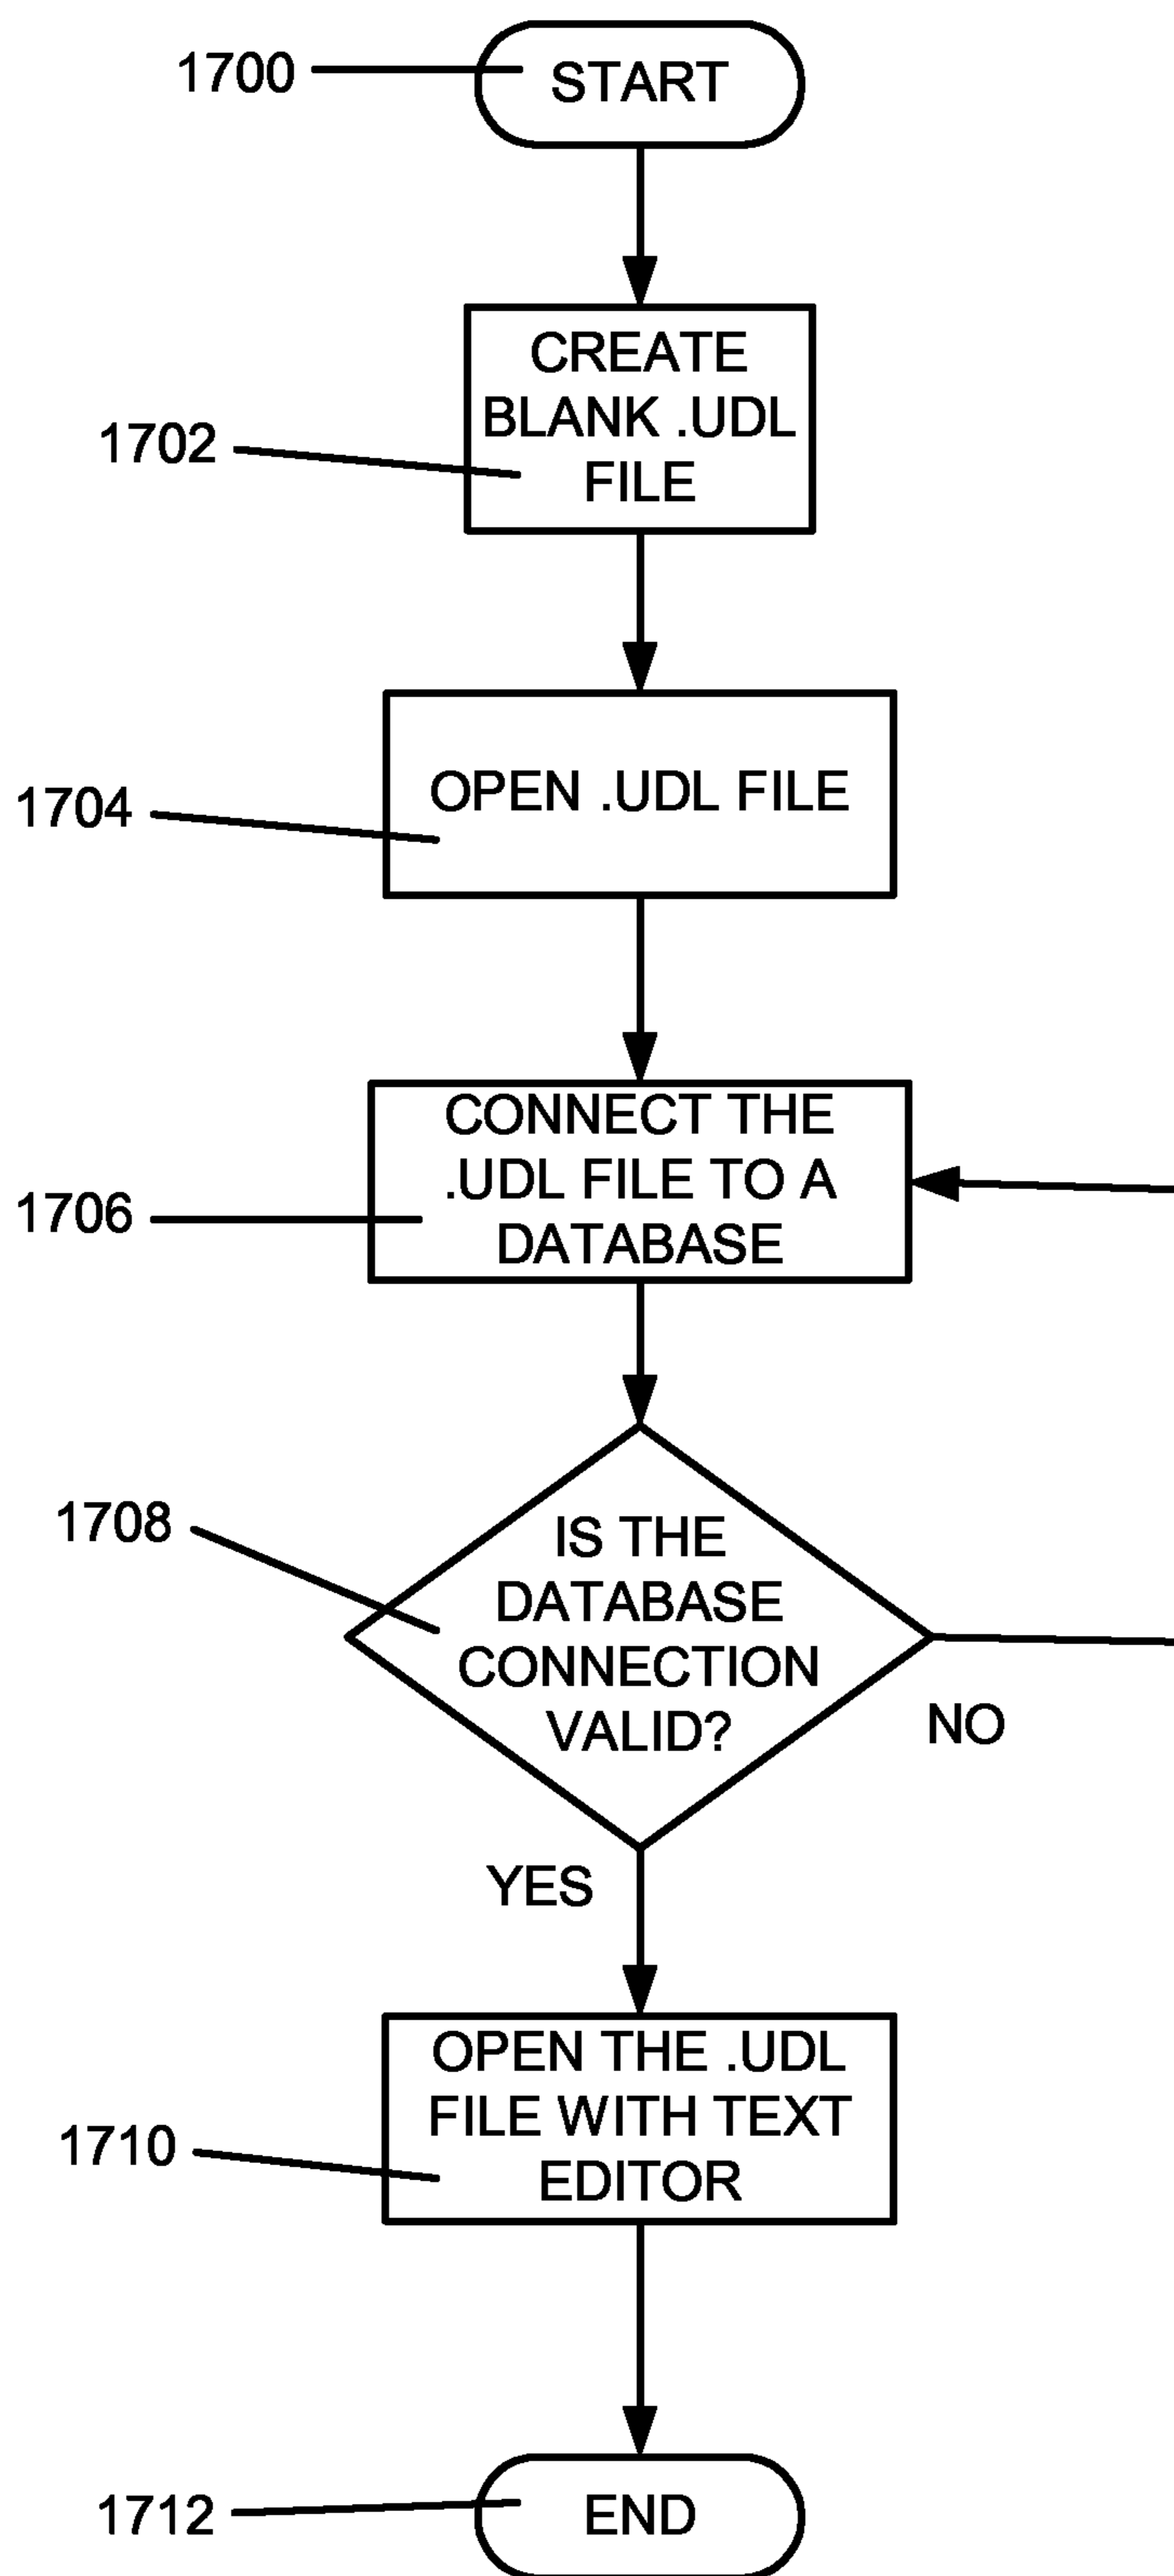 1700
START
CREATE
BLANK .UDL
FILE
1702
OPEN .UDL FILE
1704
CONNECT THE
.UDL FILE TO A
DATABASE
1706
IS THE
DATABASE
CONNECTION
VALID?
1708
NO
YES
OPEN THE .UDL
FILE WITH TEXT
EDITOR
1710
END
1712